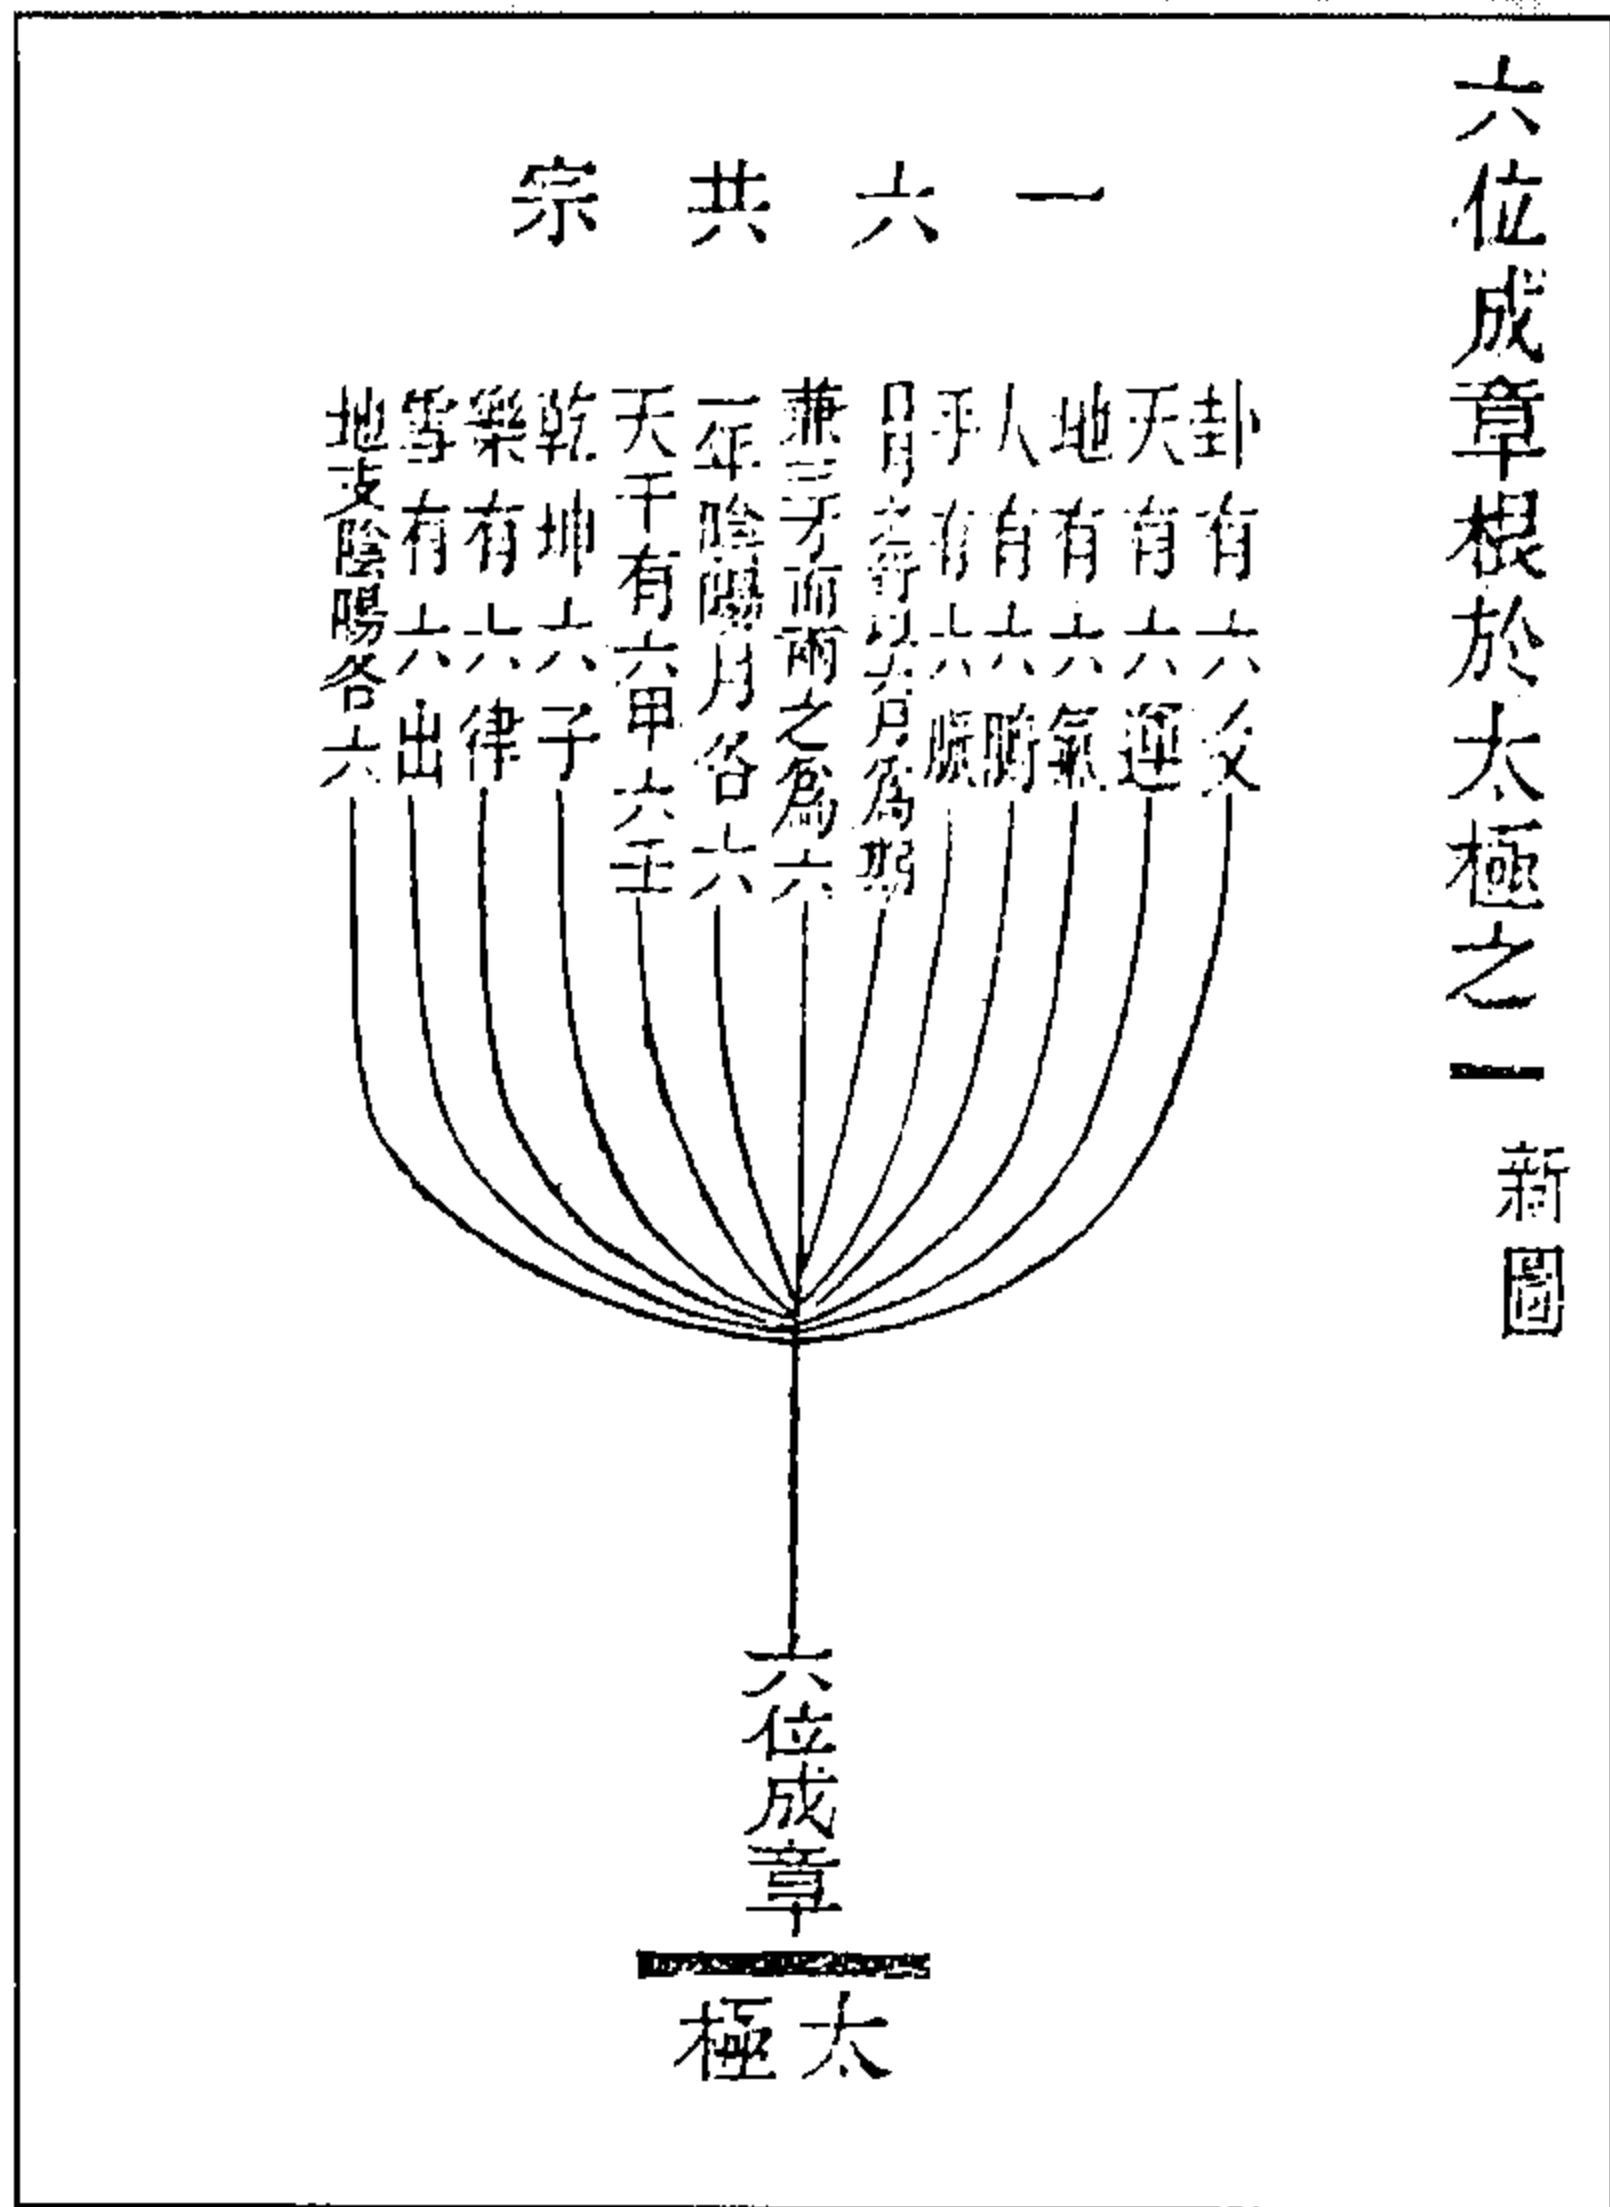 六位成章根於太極之一新圖
一六共宗
卦有六爻
天有六運
地有六氣
人有六腑
手有六脈
日月之行以六月為期
兼三才而兩之為六
一年陰陽月各六
天干有六甲六壬
乾坤六子
樂有六律
雪有六出
地支陰陽各六
六位成章
太極